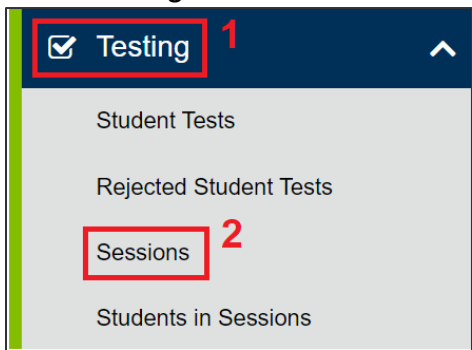 Testing 1
Student Tests
Rejected Student Tests
Sessions 2
Students in Sessions